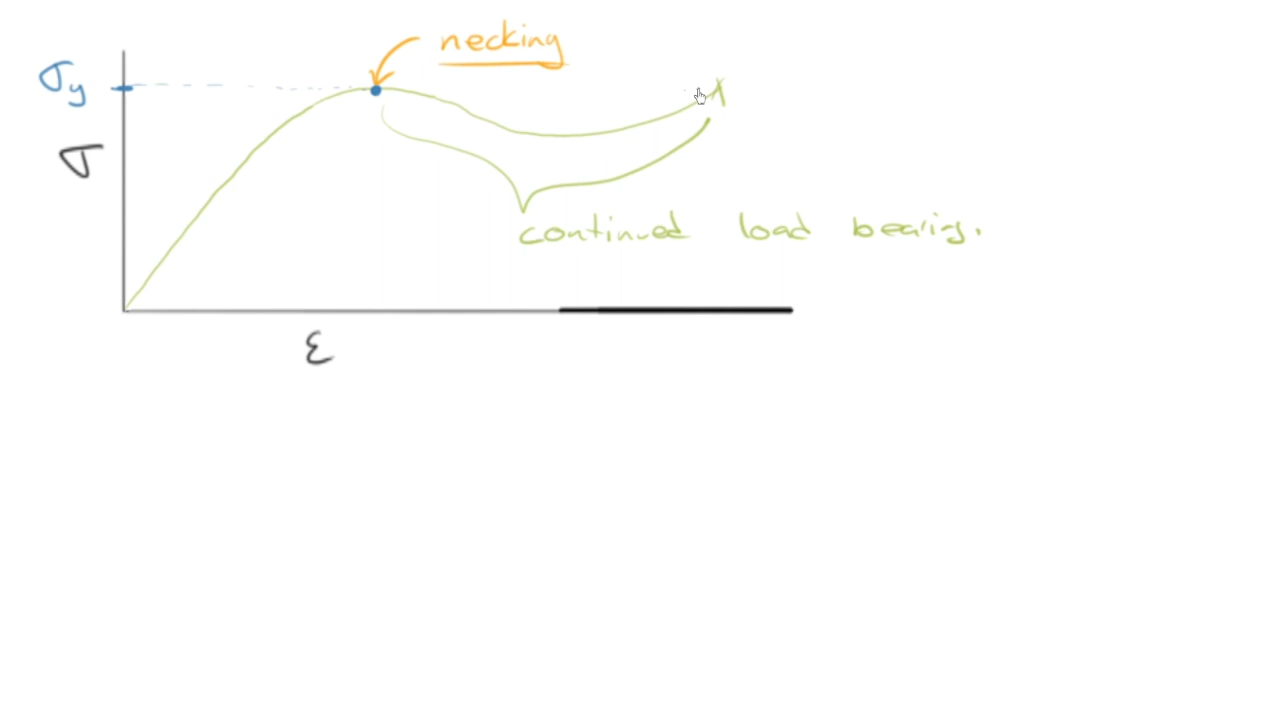 necking
σy
σ
continued load bearing.
ε